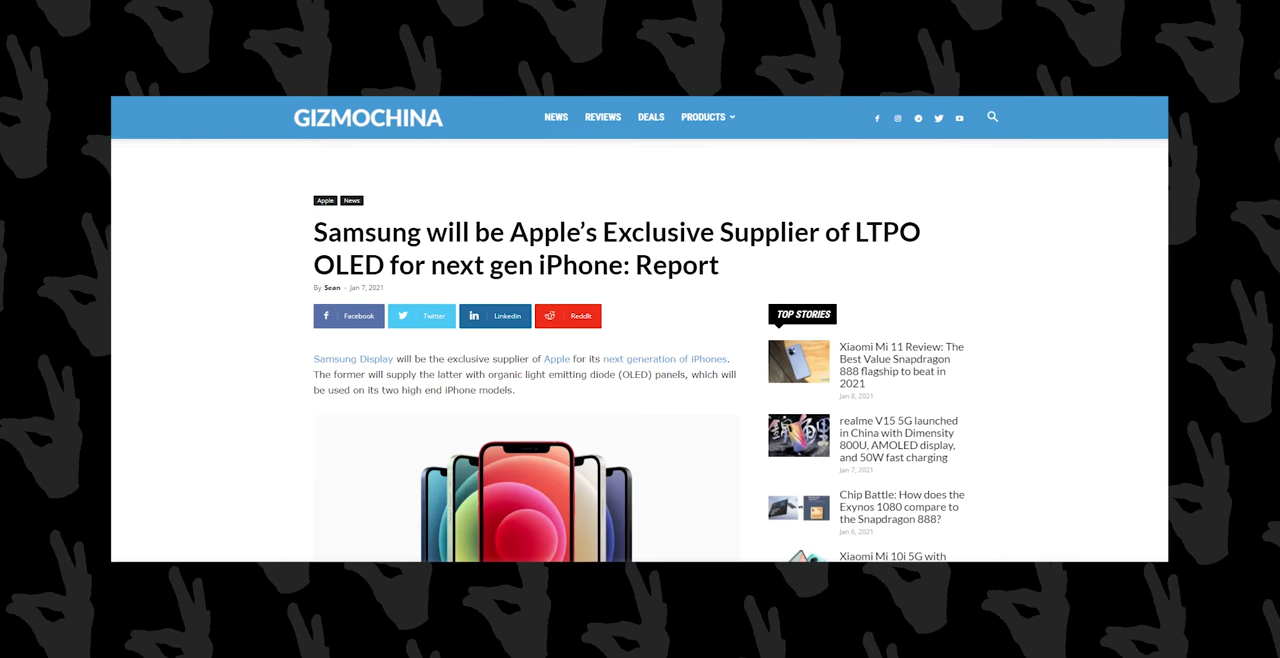 GIZMOCHINA
NEWS REVIEWS DEALS PRODUCTS
Apple News
Samsung will be Apple’s Exclusive Supplier of LTPO
OLED for next gen iPhone: Report
By Sean - Jan 7, 2021
Facebook Twitter Linkedin ReddIt
Samsung Display will be the exclusive supplier of Apple for its next generation of iPhones.
The former will supply the latter with organic light emitting diode (OLED) panels, which will
be used on its two high end iPhone models.
TOP STORIES
Xiaomi Mi 11 Review: The
Best Value Snapdragon
888 flagship to beat in
2021
Jan 8, 2021
realme V15 5G launched
in China with Dimensity
800U, AMOLED display,
and 50W fast charging
Jan 7, 2021
Chip Battle: How does the
Exynos 1080 compare to
the Snapdragon 888?
Jan 6, 2021
Xiaomi Mi 10i 5G with